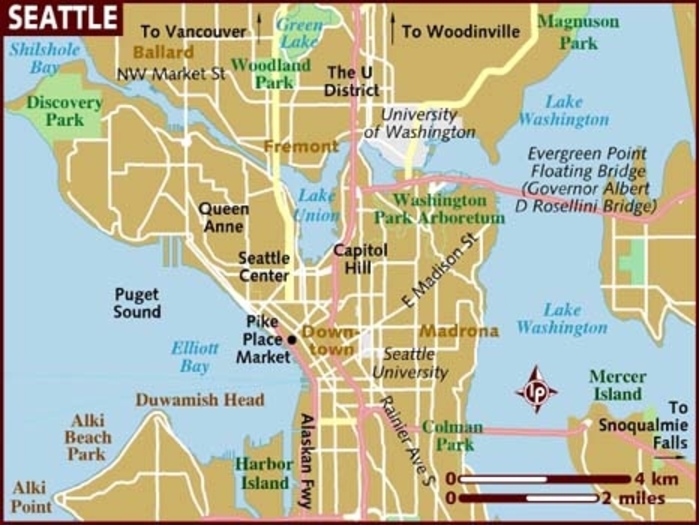 SEATTLE
To Vancouver
Green
Lake
To Woodinville
Magnuson
Park
Shilshole
Bay
Ballard
NW Market St
Woodland
Park
The U
District
Discovery
Park
University
of Washington
Lake
Washington
Fremont
Evergreen Point
Floating Bridge
(Governor Albert
D Rosellini Bridge)
Lake
Union
Washington
Park Arboretum
Queen
Anne
Seattle
Center
Capitol
Hill
E Madison St
Puget
Sound
Pike
Place
Market
Down-
town
Madrona
Lake
Washington
Elliott
Bay
Seattle
University
lp
Mercer
Island
Duwamish Head
To
Snoqualmie
Falls
Alki
Beach
Park
Alaskan Fwy
Rainier Ave S
Colman
Park
Harbor
Island
Alki
Point
0 4 km
0 2 miles